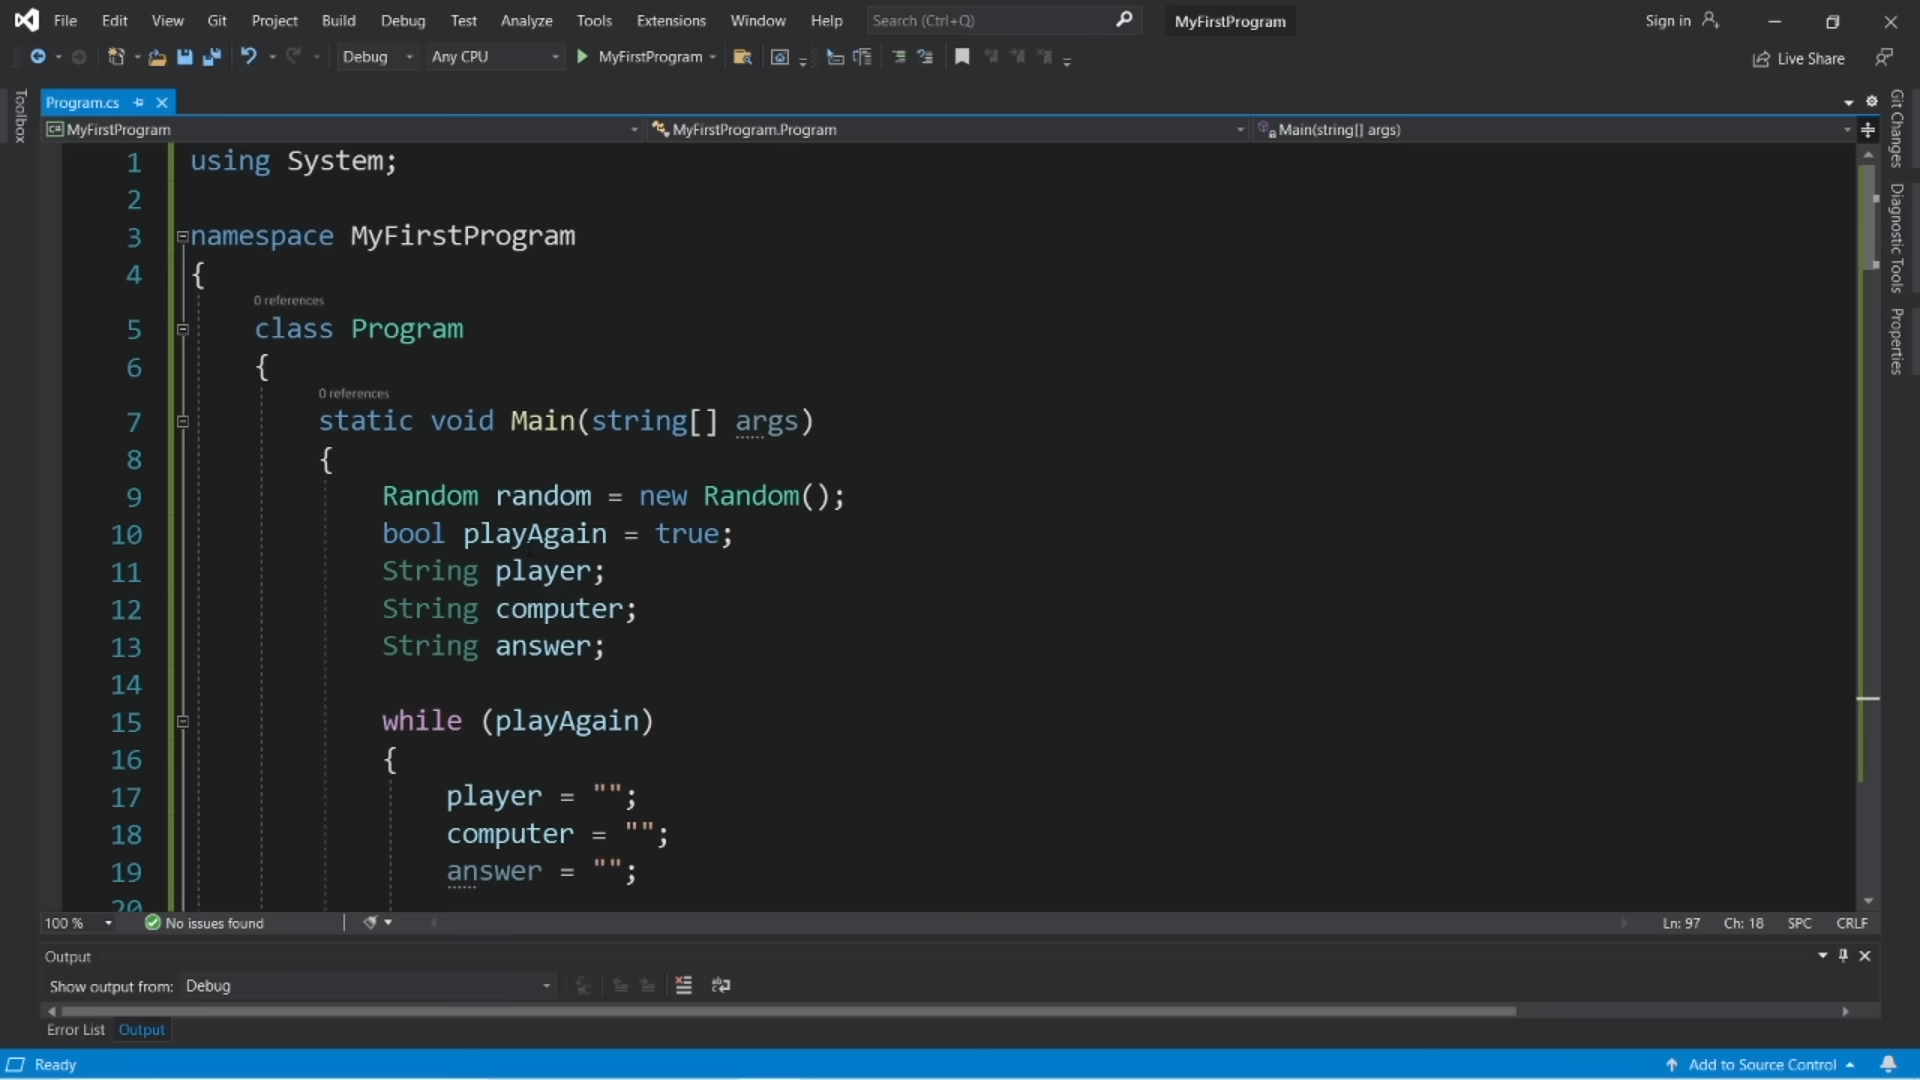 File Edit View Git Project Build Debug Test Analyze Tools Extensions Window Help Search (Ctrl+Q) MyFirstProgram Sign in
Debug Any CPU MyFirstProgram Live Share
Toolbox
Program.cs
MyFirstProgram MyFirstProgram.Program Main(string[] args)
1 using System;
2
3 namespace MyFirstProgram
4 {
0 references
5 class Program
6 {
0 references
7 static void Main(string[] args)
8 {
9 Random random = new Random();
10 bool playAgain = true;
11 String player;
12 String computer;
13 String answer;
14
15 while (playAgain)
16 {
17 player = "";
18 computer = "";
19 answer = "";
20
Git Changes
Diagnostic Tools
Properties
100 % No issues found Ln: 97 Ch: 18 SPC CRLF
Output
Show output from: Debug
Error List Output
Ready Add to Source Control